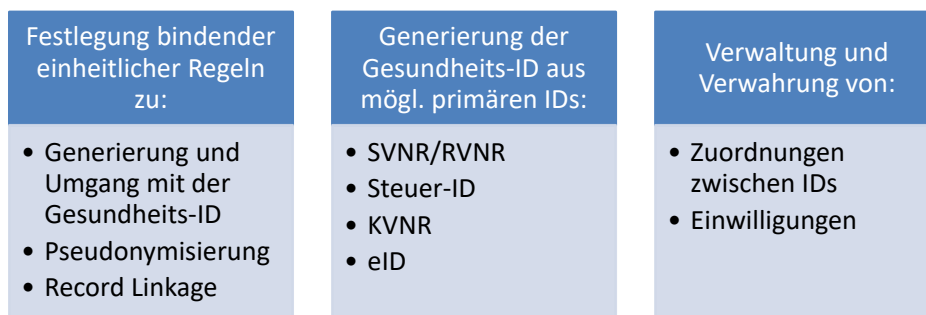 Festlegung bindender
einheitlicher Regeln
zu:
• Generierung und
Umgang mit der
Gesundheits-ID
• Pseudonymisierung
• Record Linkage
Generierung der
Gesundheits-ID aus
mögl. primären IDs:
• SVNR/RVNR
• Steuer-ID
• KVNR
• eID
Verwaltung und
Verwahrung von:
• Zuordnungen
zwischen IDs
• Einwilligungen